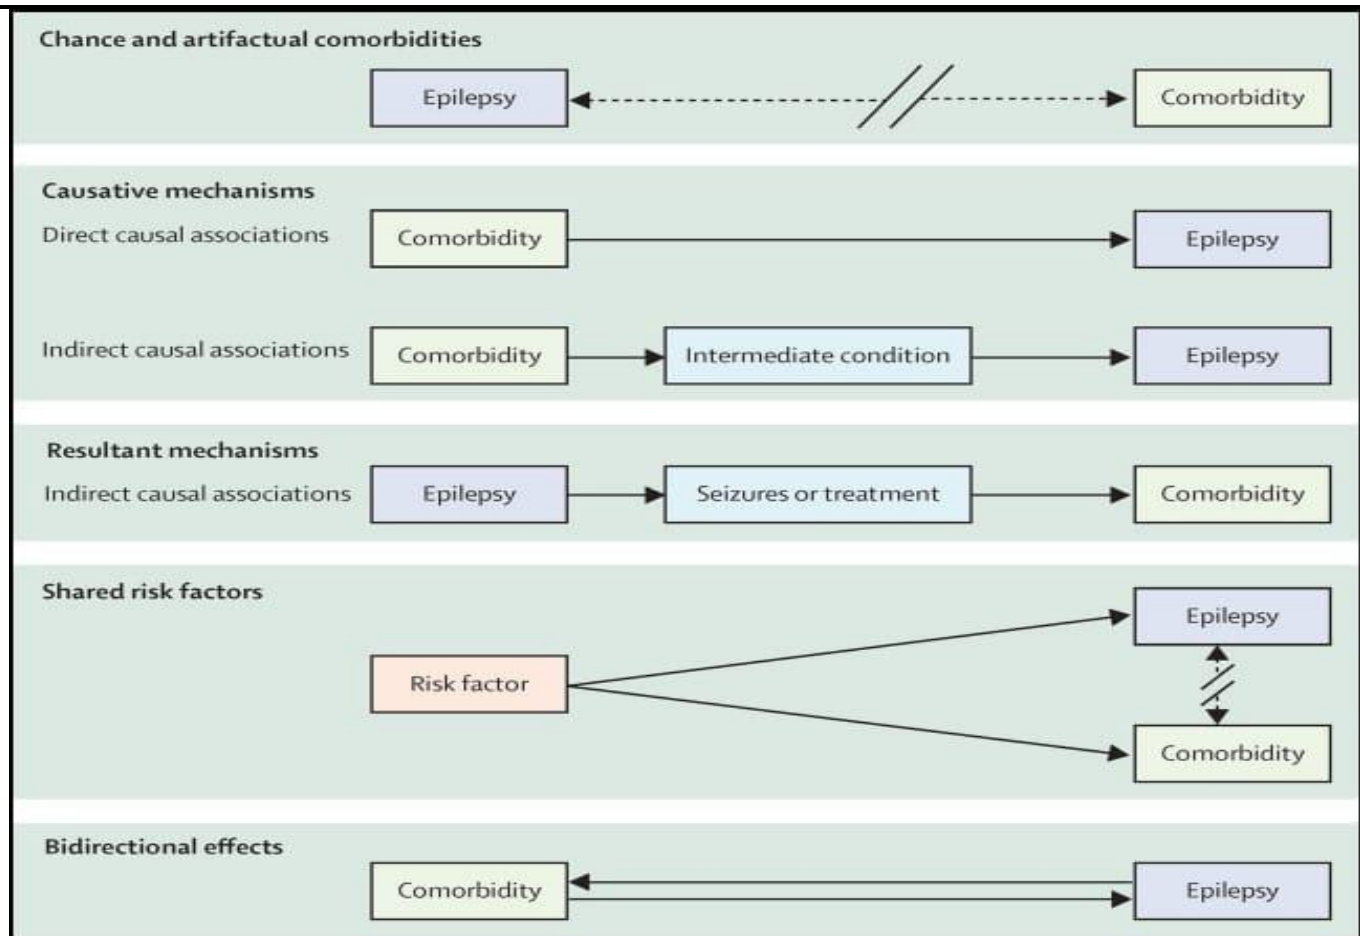 Chance and artifactual comorbidities
Epilepsy
Comorbidity
Causative mechanisms
Direct causal associations
Comorbidity
Epilepsy
Indirect causal associations
Comorbidity
Intermediate condition
Epilepsy
Resultant mechanisms
Indirect causal associations
Epilepsy
Seizures or treatment
Comorbidity
Shared risk factors
Epilepsy
Risk factor
Comorbidity
Bidirectional effects
Comorbidity
Epilepsy